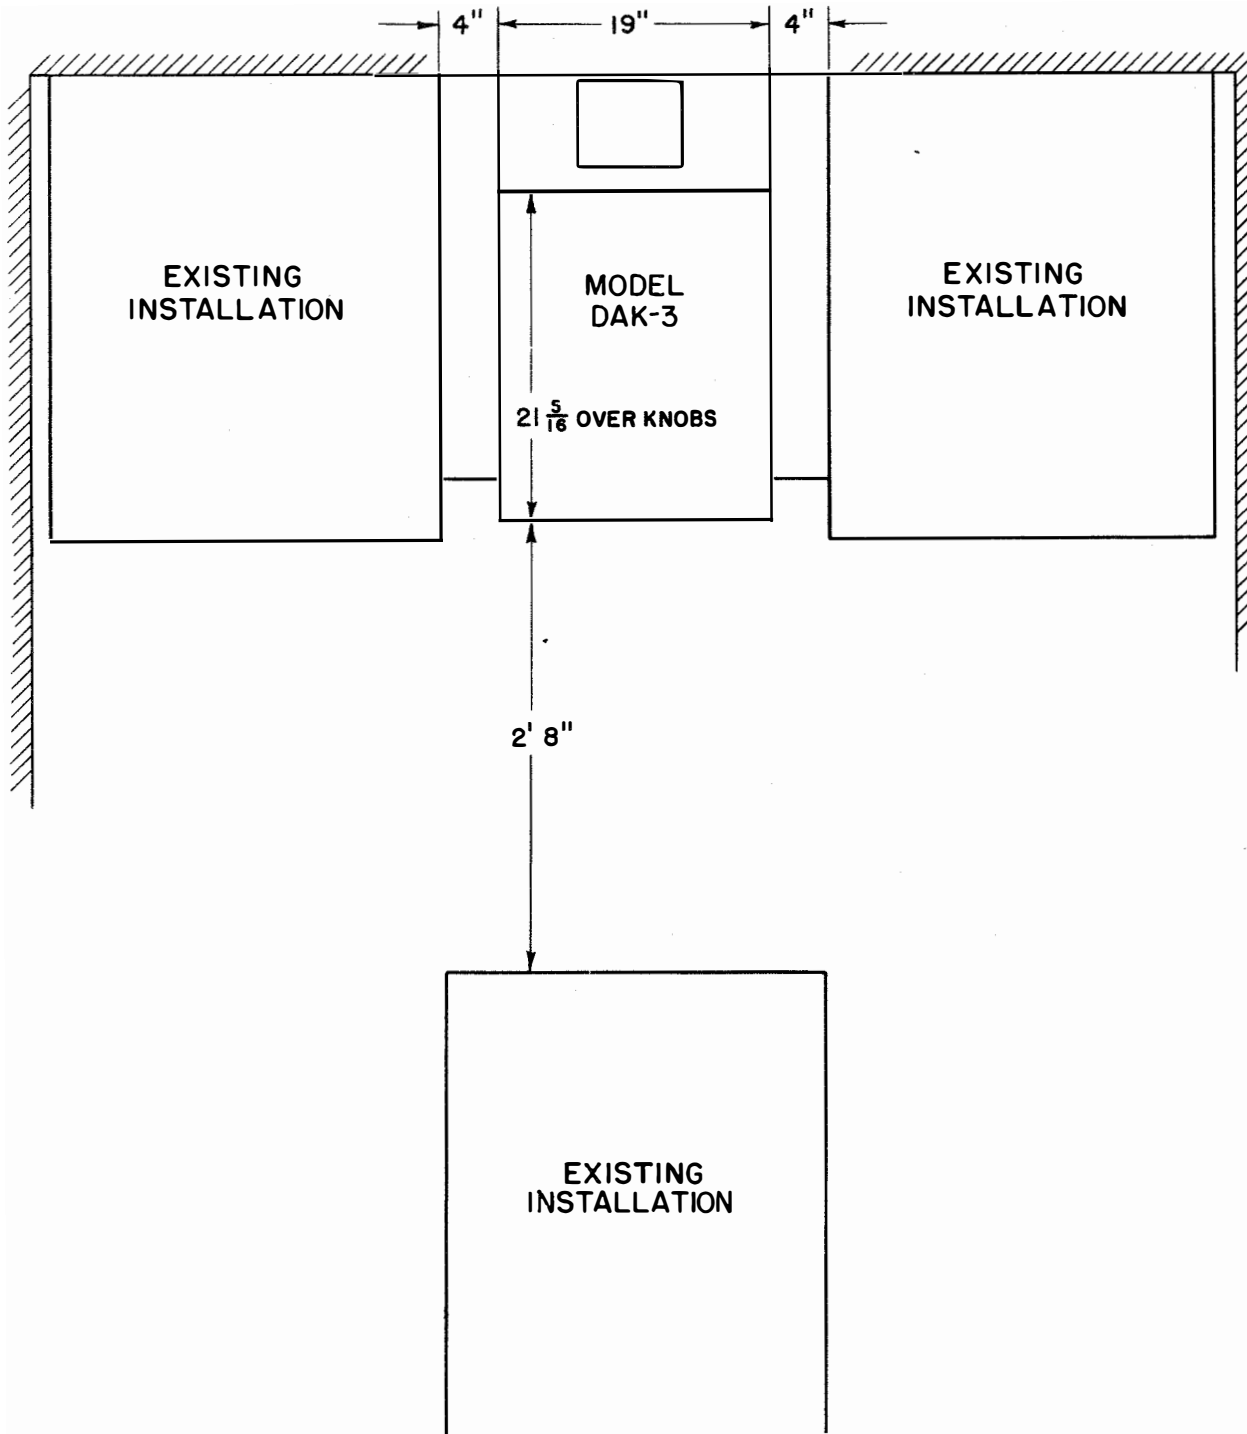 4" 19" 4"
EXISTING
INSTALLATION
MODEL
DAK-3
EXISTING
INSTALLATION
21 5/16 OVER KNOBS
2' 8"
EXISTING
INSTALLATION